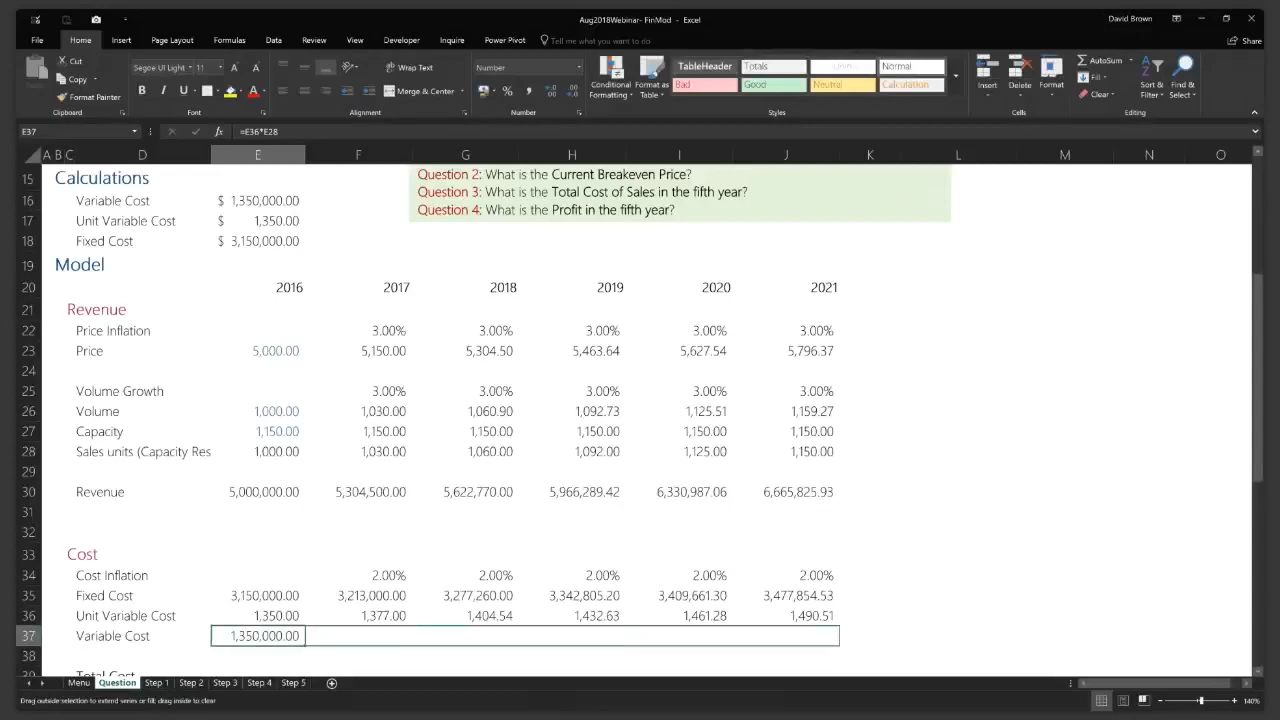 Aug2018Webinar- FinMod - Excel
David Brown
File Home Insert Page Layout Formulas Data Review View Developer Inquire Power Pivot Tell me what you want to do Share
Cut
Copy
Format Painter
Clipboard
Segoe UI Light 11
B I U
Font
Wrap Text
Merge & Center
Alignment
Number
Number
Conditional Formatting
Format as Table
TableHeader Totals Normal
Bad Good Neutral Calculation
Styles
Insert Delete Format
Cells
AutoSum
Fill
Clear
Sort & Filter
Find & Select
Editing
E37 fx =E36*E28
A B C D E F G H I J K L M N O
15 Calculations Question 2: What is the Current Breakeven Price?
Question 3: What is the Total Cost of Sales in the fifth year?
Question 4: What is the Profit in the fifth year?
16 Variable Cost $ 1,350,000.00
17 Unit Variable Cost $ 1,350.00
18 Fixed Cost $ 3,150,000.00
19 Model
20 2016 2017 2018 2019 2020 2021
21 Revenue
22 Price Inflation 3.00% 3.00% 3.00% 3.00% 3.00%
23 Price 5,000.00 5,150.00 5,304.50 5,463.64 5,627.54 5,796.37
24
25 Volume Growth 3.00% 3.00% 3.00% 3.00% 3.00%
26 Volume 1,000.00 1,030.00 1,060.90 1,092.73 1,125.51 1,159.27
27 Capacity 1,150.00 1,150.00 1,150.00 1,150.00 1,150.00 1,150.00
28 Sales units (Capacity Res 1,000.00 1,030.00 1,060.00 1,092.00 1,125.00 1,150.00
29
30 Revenue 5,000,000.00 5,304,500.00 5,622,770.00 5,966,289.42 6,330,987.06 6,665,825.93
31
32
33 Cost
34 Cost Inflation 2.00% 2.00% 2.00% 2.00% 2.00%
35 Fixed Cost 3,150,000.00 3,213,000.00 3,277,260.00 3,342,805.20 3,409,661.30 3,477,854.53
36 Unit Variable Cost 1,350.00 1,377.00 1,404.54 1,432.63 1,461.28 1,490.51
37 Variable Cost 1,350,000.00
38
Total Cost
Menu Question Step 1 Step 2 Step 3 Step 4 Step 5
Drag outside selection to extend series or fill; drag inside to clear
140%